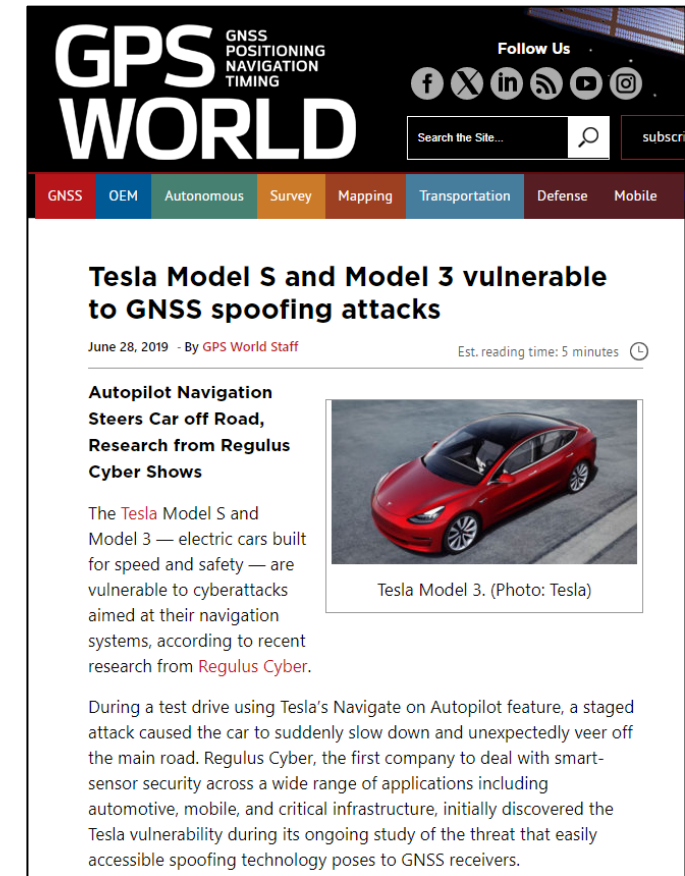 GPS
GNSS
POSITIONING
NAVIGATION
TIMING
WORLD
Follow Us
Search the Site...
GNSS OEM Autonomous Survey Mapping Transportation Defense Mobile
Tesla Model S and Model 3 vulnerable
to GNSS spoofing attacks
June 28, 2019 - By GPS World Staff
Est. reading time: 5 minutes
Autopilot Navigation
Steers Car off Road,
Research from Regulus
Cyber Shows
The Tesla Model S and
Model 3 — electric cars built
for speed and safety — are
vulnerable to cyberattacks
aimed at their navigation
systems, according to recent
research from Regulus Cyber.
Tesla Model 3. (Photo: Tesla)
During a test drive using Tesla’s Navigate on Autopilot feature, a staged
attack caused the car to suddenly slow down and unexpectedly veer off
the main road. Regulus Cyber, the first company to deal with smart-
sensor security across a wide range of applications including
automotive, mobile, and critical infrastructure, initially discovered the
Tesla vulnerability during its ongoing study of the threat that easily
accessible spoofing technology poses to GNSS receivers.